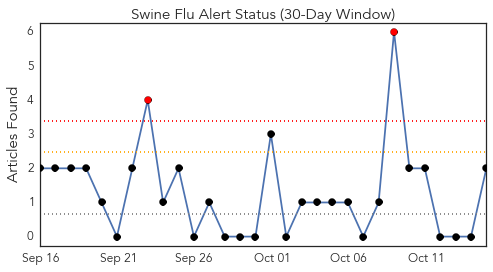 Swine Flu Alert Status (30-Day Window)
Articles Found
6
5
4
3
2
1
0
Sep 16 Sep 21 Sep 26 Oct 01 Oct 06 Oct 11